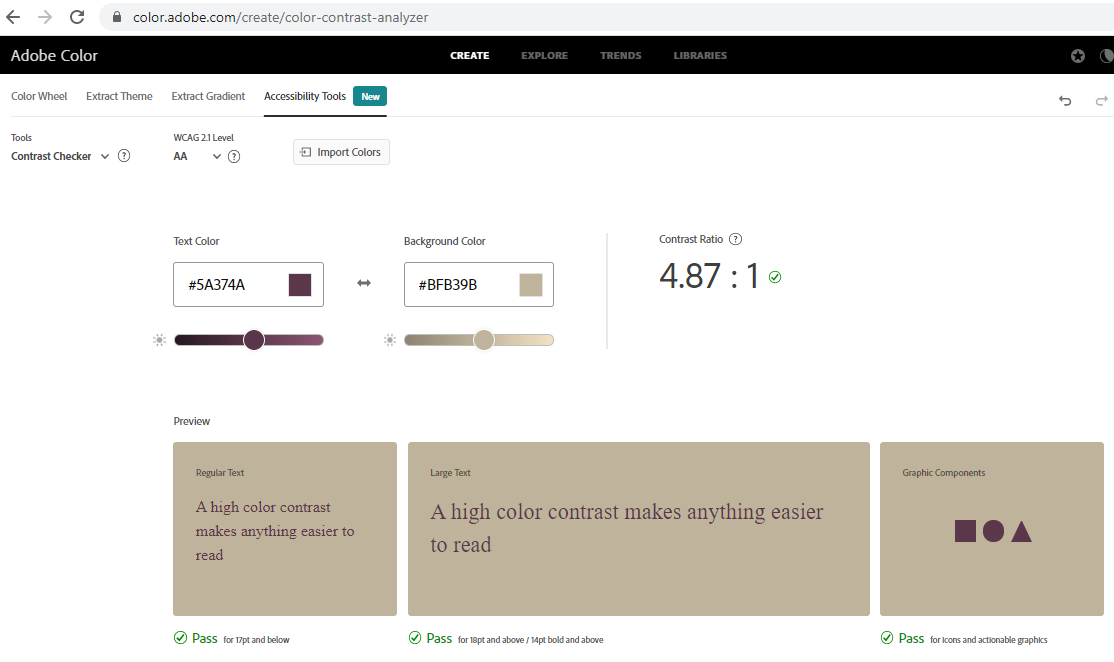 color.adobe.com/create/color-contrast-analyzer
Adobe Color
CREATE EXPLORE TRENDS LIBRARIES
Color Wheel Extract Theme Extract Gradient Accessibility Tools New
Tools WCAG 2.1 Level
Contrast Checker ? AA ? Import Colors
Text Color Background Color Contrast Ratio ?
#5A374A #BFB39B 4.87 : 1
Preview
Regular Text Large Text Graphic Components
A high color contrast
makes anything easier to
read
A high color contrast makes anything easier
to read
Pass for 17pt and below Pass for 18pt and above / 14pt bold and above Pass for icons and actionable graphics